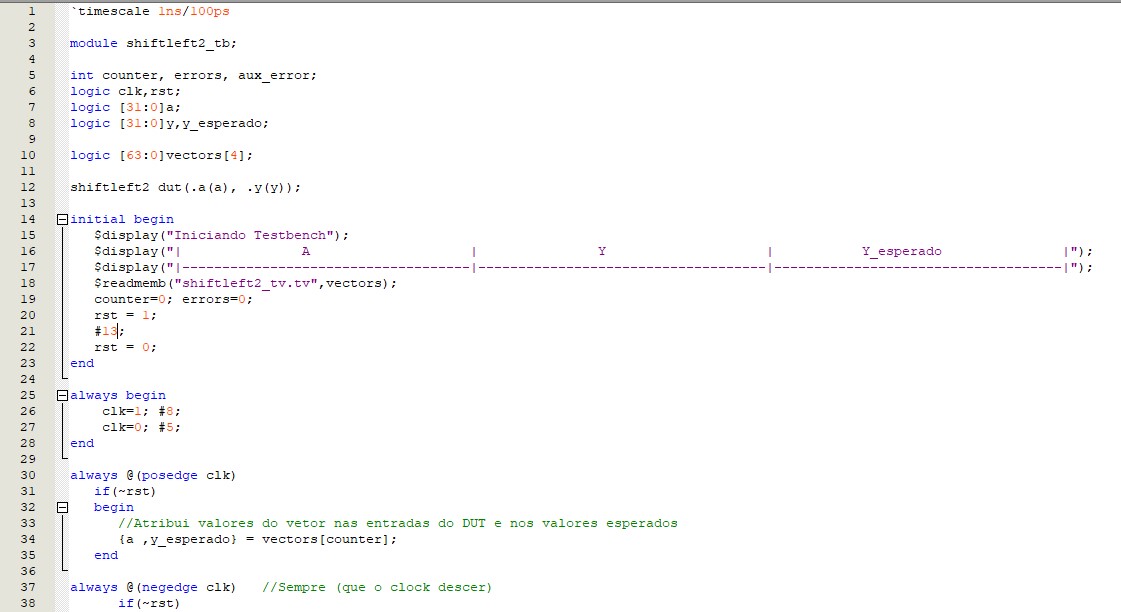 1 `timescale 1ns/100ps
2
3 module shiftleft2_tb;
4
5 int counter, errors, aux_error;
6 logic clk,rst;
7 logic [31:0]a;
8 logic [31:0]y,y_esperado;
9
10 logic [63:0]vectors[4];
11
12 shiftleft2 dut(.a(a), .y(y));
13
14 initial begin
15    $display("Iniciando Testbench");
16    $display("|               A                    |               Y                    |           Y_esperado               |");
17    $display("|------------------------------------|------------------------------------|------------------------------------|");
18    $readmemb("shiftleft2_tv.tv",vectors);
19    counter=0; errors=0;
20    rst = 1;
21    #13;
22    rst = 0;
23 end
24
25 always begin
26     clk=1; #8;
27     clk=0; #5;
28 end
29
30 always @(posedge clk)
31    if(~rst)
32    begin
33       //Atribui valores do vetor nas entradas do DUT e nos valores esperados
34       {a ,y_esperado} = vectors[counter];
35    end
36
37 always @(negedge clk)   //Sempre (que o clock descer)
38       if(~rst)